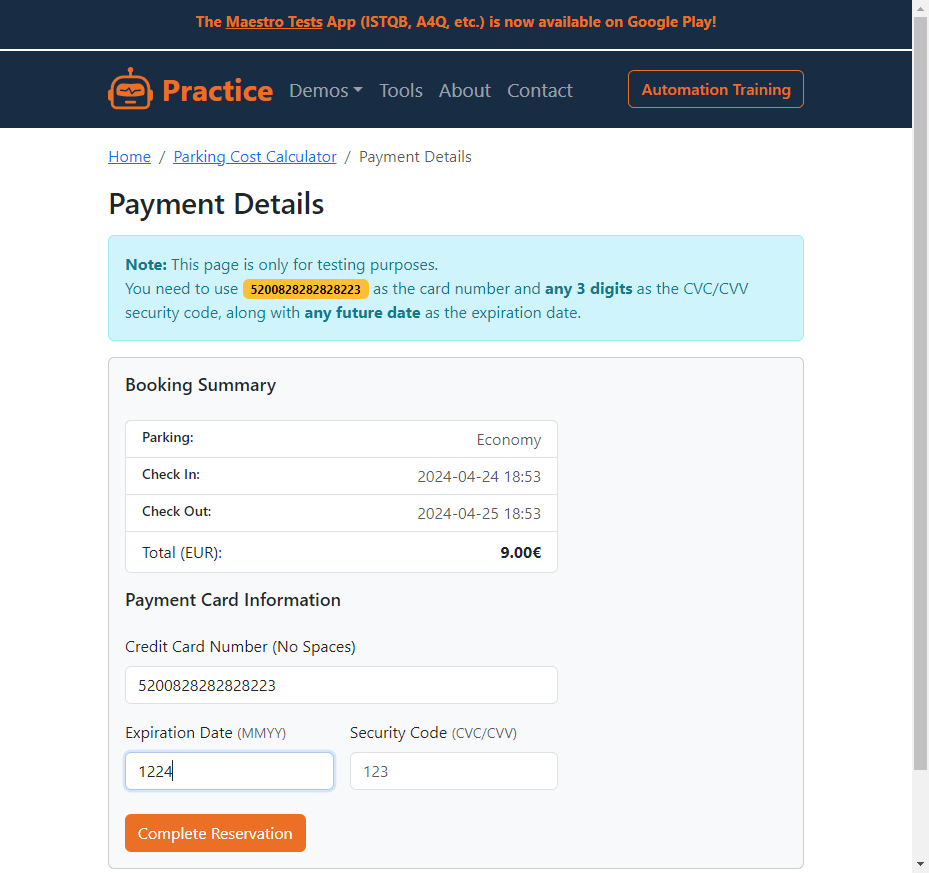 The Maestro Tests App (ISTQB, A4Q, etc.) is now available on Google Play!
Practice Demos Tools About Contact Automation Training
Home / Parking Cost Calculator / Payment Details
Payment Details
Note: This page is only for testing purposes.
You need to use 5200828282828223 as the card number and any 3 digits as the CVC/CVV
security code, along with any future date as the expiration date.
Booking Summary
Parking: Economy
Check In: 2024-04-24 18:53
Check Out: 2024-04-25 18:53
Total (EUR): 9.00€
Payment Card Information
Credit Card Number (No Spaces)
5200828282828223
Expiration Date (MMYY) Security Code (CVC/CVV)
1224 123
Complete Reservation